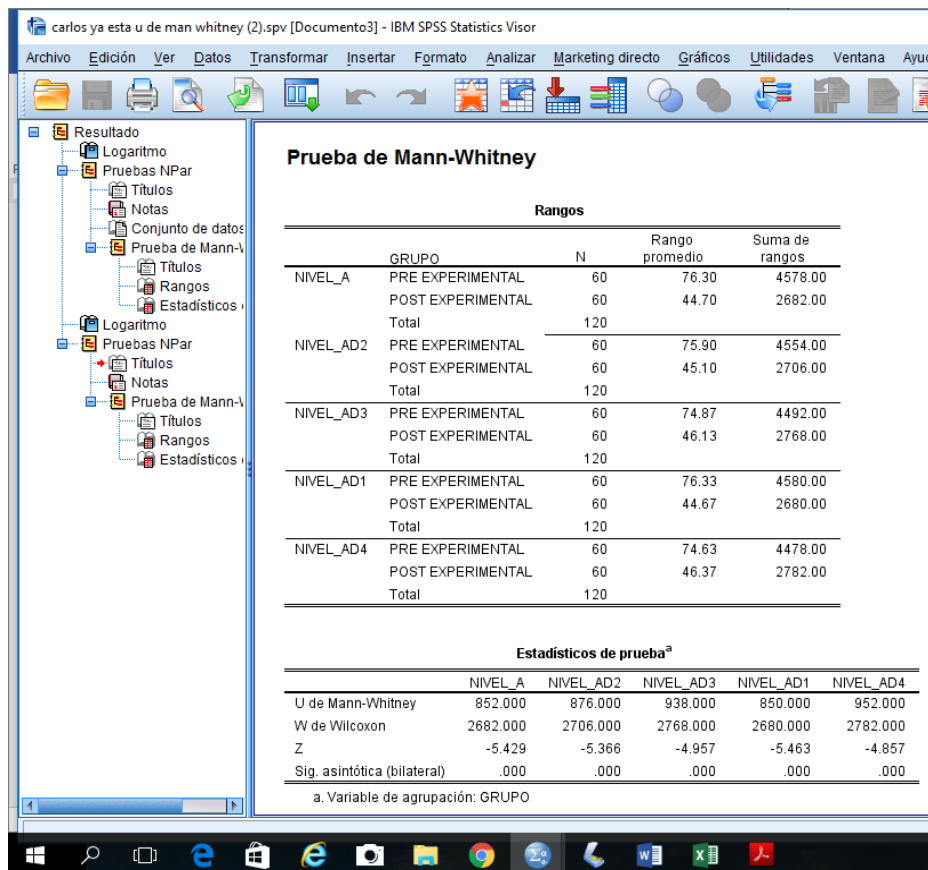 carlos ya esta u de man whitney (2).spv [Documento3] - IBM SPSS Statistics Visor
Archivo Edición Ver Datos Transformar Insertar Formato Analizar Marketing directo Gráficos Utilidades Ventana Ayu
Resultado
Logaritmo
Pruebas NPar
Títulos
Notas
Conjunto de datos
Prueba de Mann-W
Títulos
Rangos
Estadísticos
Logaritmo
Pruebas NPar
Títulos
Notas
Prueba de Mann-W
Títulos
Rangos
Estadísticos
Prueba de Mann-Whitney
Rangos
GRUPO N Rango promedio Suma de rangos
NIVEL_A PRE EXPERIMENTAL 60 76.30 4578.00
POST EXPERIMENTAL 60 44.70 2682.00
Total 120
NIVEL_AD2 PRE EXPERIMENTAL 60 75.90 4554.00
POST EXPERIMENTAL 60 45.10 2706.00
Total 120
NIVEL_AD3 PRE EXPERIMENTAL 60 74.87 4492.00
POST EXPERIMENTAL 60 46.13 2768.00
Total 120
NIVEL_AD1 PRE EXPERIMENTAL 60 76.33 4580.00
POST EXPERIMENTAL 60 44.67 2680.00
Total 120
NIVEL_AD4 PRE EXPERIMENTAL 60 74.63 4478.00
POST EXPERIMENTAL 60 46.37 2782.00
Total 120
Estadísticos de prueba^a
NIVEL_A NIVEL_AD2 NIVEL_AD3 NIVEL_AD1 NIVEL_AD4
U de Mann-Whitney 852.000 876.000 938.000 850.000 952.000
W de Wilcoxon 2682.000 2706.000 2768.000 2680.000 2782.000
Z -5.429 -5.366 -4.957 -5.463 -4.857
Sig. asintótica (bilateral) .000 .000 .000 .000 .000
a. Variable de agrupación: GRUPO